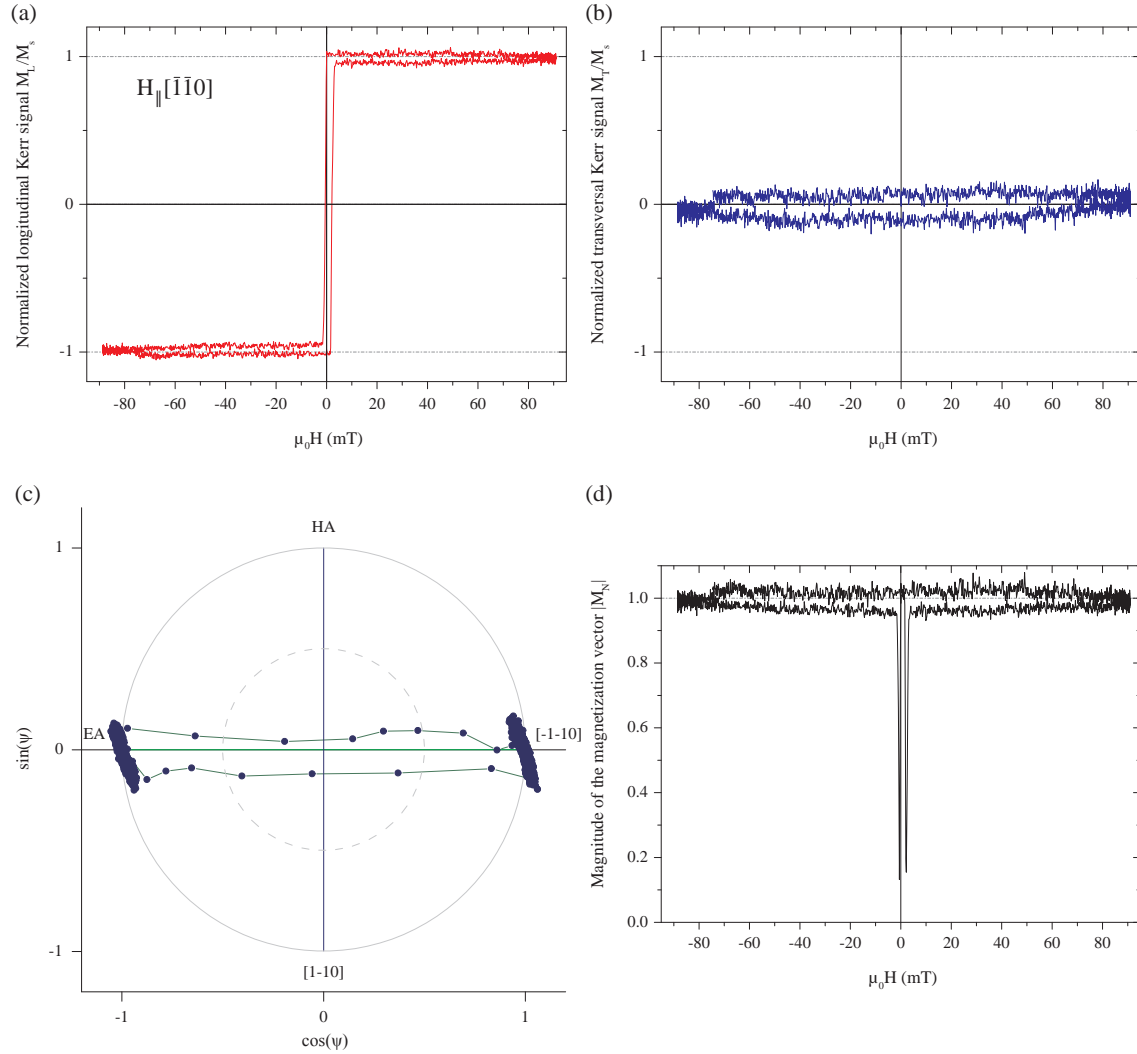 (a)
Normalized longitudinal Kerr signal M_L/M_s
H_∥[1̄1̄0]
1
0
-1
-80 -60 -40 -20 0 20 40 60 80
μ₀H (mT)
(b)
Normalized transversal Kerr signal M_T/M_s
1
0
-1
-80 -60 -40 -20 0 20 40 60 80
μ₀H (mT)
(c)
HA
1
sin(ψ)
EA
[-1-10]
0
-1
[1-10]
-1 0 1
cos(ψ)
(d)
Magnitude of the magnetization vector |M_N|
1.0
0.8
0.6
0.4
0.2
0.0
-80 -60 -40 -20 0 20 40 60 80
μ₀H (mT)